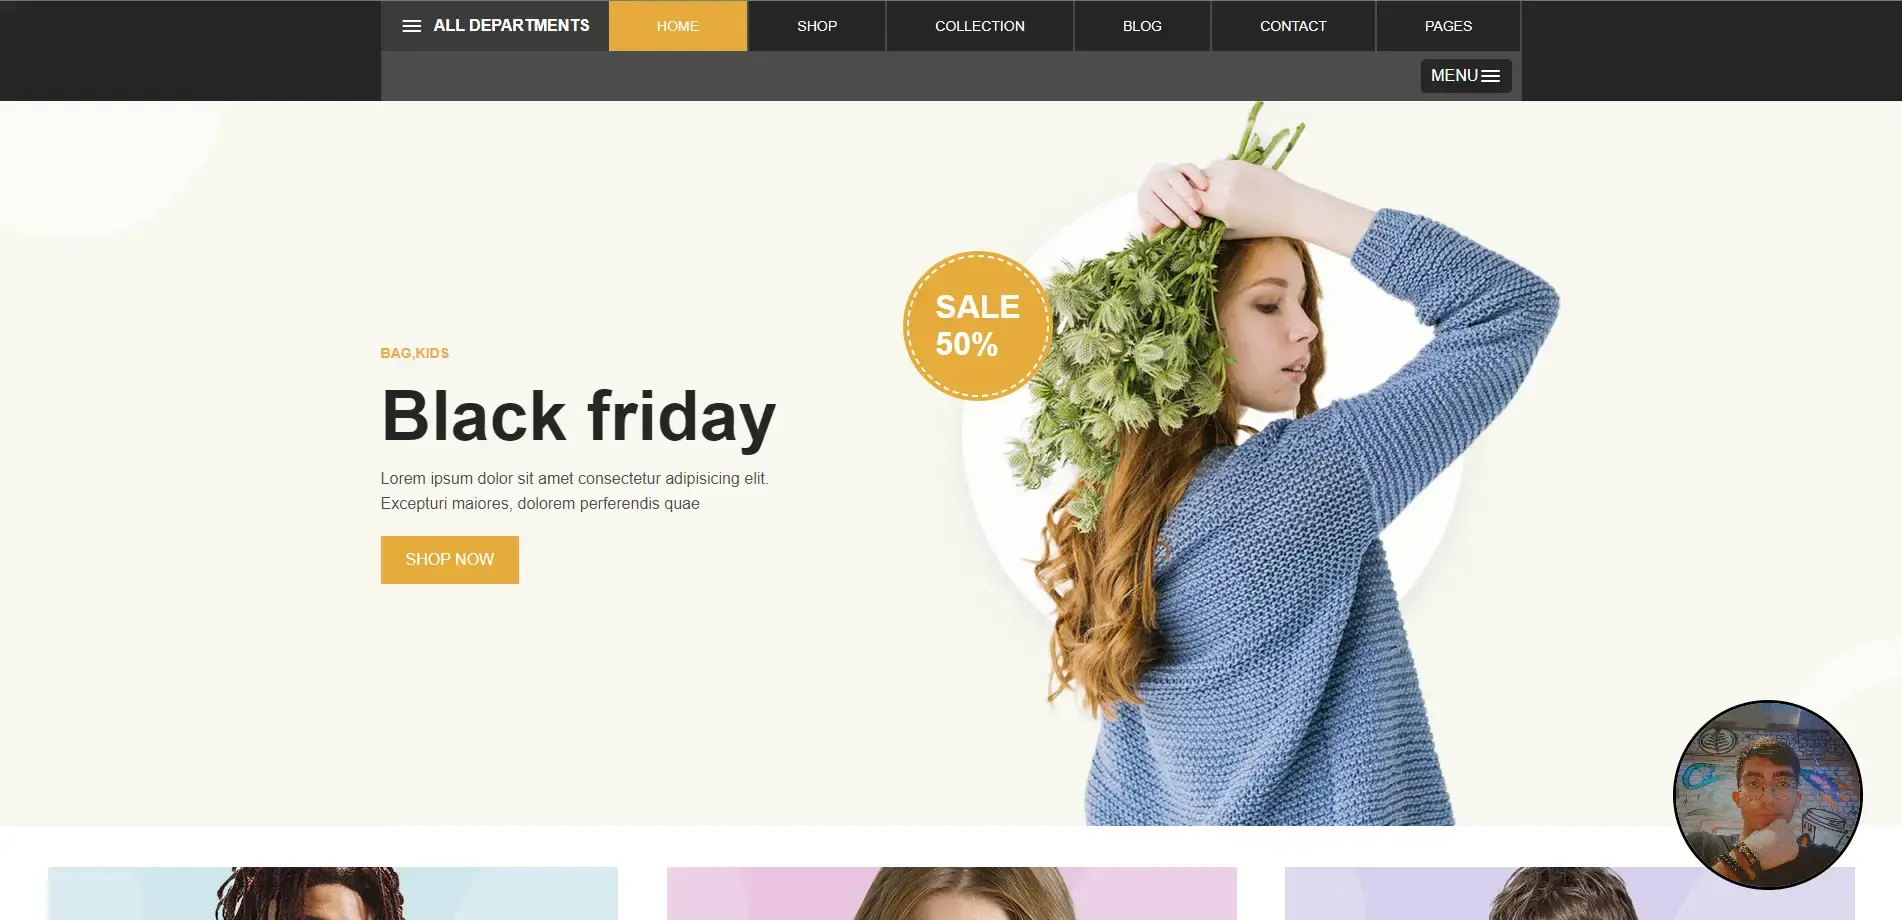 ALL DEPARTMENTS
HOME
SHOP
COLLECTION
BLOG
CONTACT
PAGES
MENU
BAG,KIDS
Black friday
Lorem ipsum dolor sit amet consectetur adipisicing elit.
Excepturi maiores, dolorem perferendis quae
SHOP NOW
SALE
50%